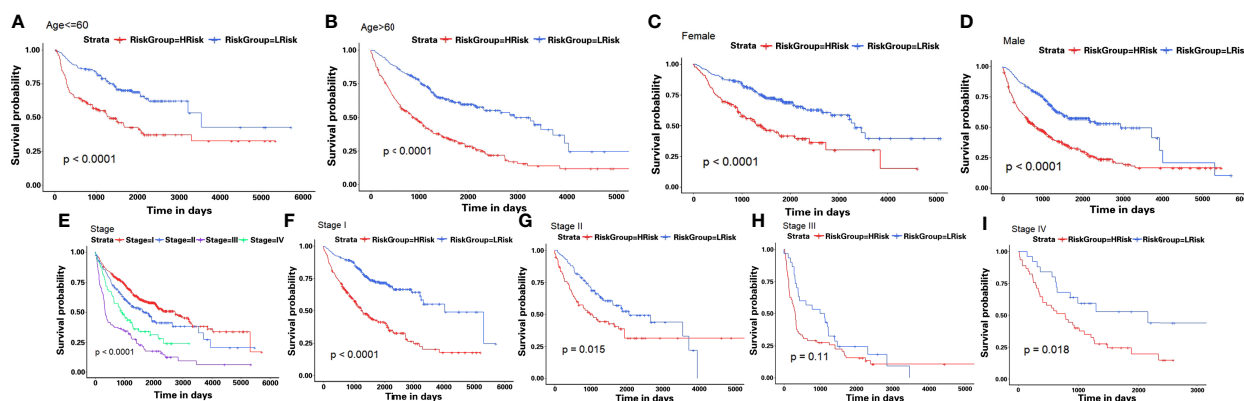 A
Age<=60
Strata RiskGroup=HRisk RiskGroup=LRisk
Survival probability
1.00
0.75
0.50
0.25
0.00
p < 0.0001
0 1000 2000 3000 4000 5000 6000
Time in days
B
Age>60
Strata RiskGroup=HRisk RiskGroup=LRisk
Survival probability
1.00
0.75
0.50
0.25
0.00
p < 0.0001
0 1000 2000 3000 4000 5000
Time in days
C
Female
Strata RiskGroup=HRisk RiskGroup=LRisk
Survival probability
1.00
0.75
0.50
0.25
0.00
p < 0.0001
0 1000 2000 3000 4000 5000
Time in days
D
Male
Strata RiskGroup=HRisk RiskGroup=LRisk
Survival probability
1.00
0.75
0.50
0.25
0.00
p < 0.0001
0 1000 2000 3000 4000 5000
Time in days
E
Stage
Strata Stage=I Stage=II Stage=III Stage=IV
Survival probability
1.00
0.75
0.50
0.25
0.00
p < 0.0001
0 1000 2000 3000 4000 5000 6000
Time in days
F
Stage I
Strata RiskGroup=HRisk RiskGroup=LRisk
Survival probability
1.00
0.75
0.50
0.25
0.00
p < 0.0001
0 1000 2000 3000 4000 5000 6000
Time in days
G
Stage II
Strata RiskGroup=HRisk RiskGroup=LRisk
Survival probability
1.00
0.75
0.50
0.25
0.00
p = 0.015
0 1000 2000 3000 4000 5000
Time in days
H
Stage III
Strata RiskGroup=HRisk RiskGroup=LRisk
Survival probability
1.00
0.75
0.50
0.25
0.00
p = 0.11
0 1000 2000 3000 4000 5000
Time in days
I
Stage IV
Strata RiskGroup=HRisk RiskGroup=LRisk
Survival probability
1.00
0.75
0.50
0.25
0.00
p = 0.018
0 1000 2000 3000
Time in days